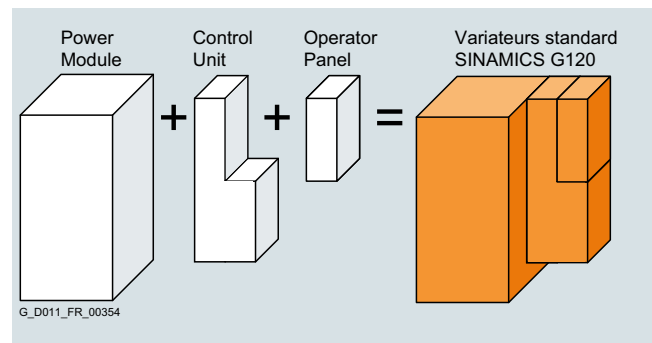 Power
Module
Control
Unit
Operator
Panel
Variateurs standard
SINAMICS G120
+ + =
G_D011_FR_00354